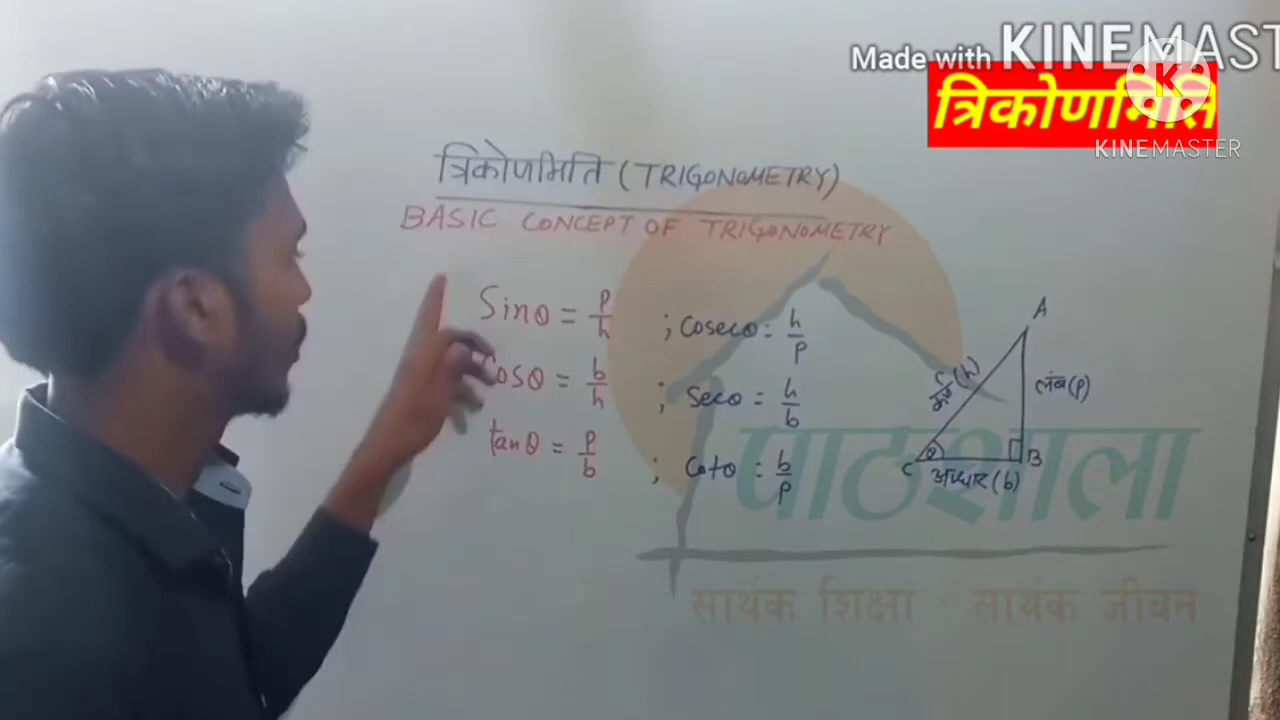 Made with KINEMAST
त्रिकोणमिति
KINEMASTER
त्रिकोणमिति (TRIGONOMETRY)
BASIC CONCEPT OF TRIGONOMETRY
Sinθ = p/h ; Cosecθ = h/p
Cosθ = b/h ; Secθ = h/b
tanθ = p/b ; Cotθ = b/p
A
कर्ण (h)
लंब (p)
C θ B
आधार (b)
पाठशाला
सार्थक शिक्षा सार्थक जीवन